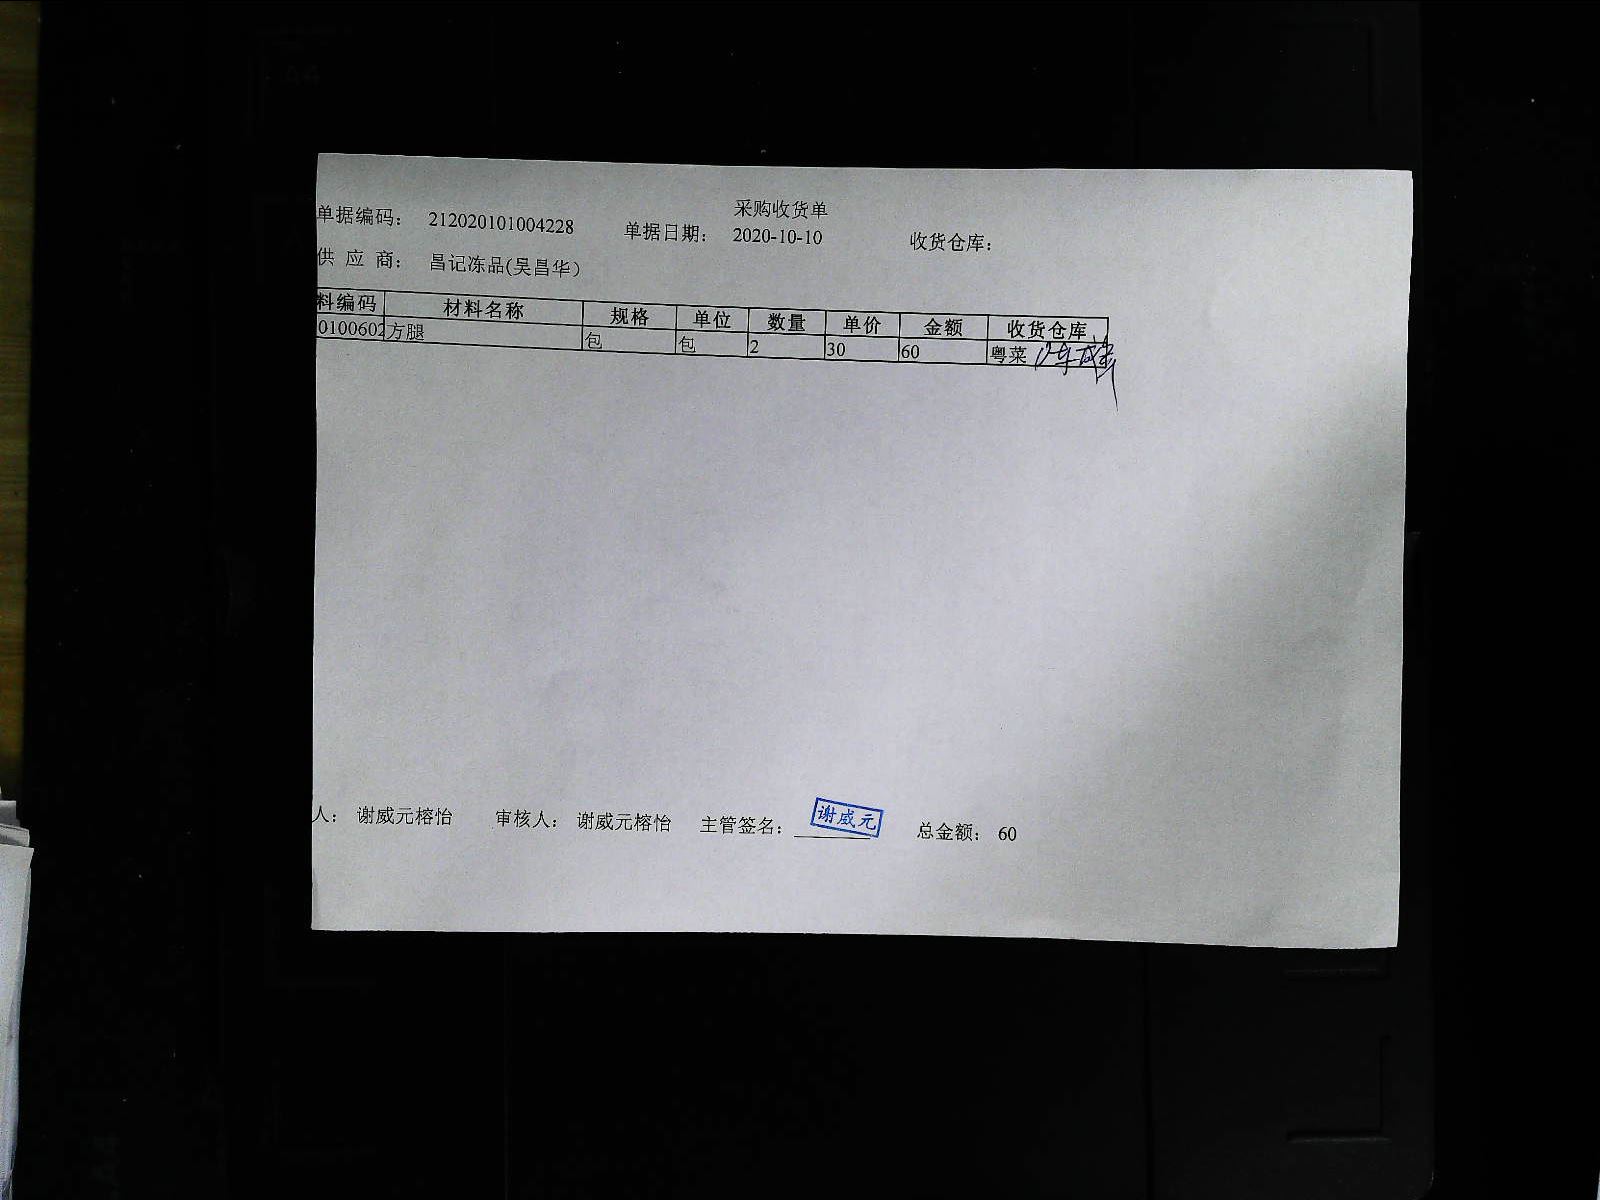 采购收货单
单据编码： 212020101004228 单据日期： 2020-10-10 收货仓库：
供 应 商： 昌记冻品(吴昌华）
料编码 材料名称 规格 单位 数量 单价 金额 收货仓库
0100602 方腿 包 包 2 30 60 粤菜
人： 谢威元榕怡 审核人： 谢威元榕怡 主管签名： 谢威元 总金额： 60